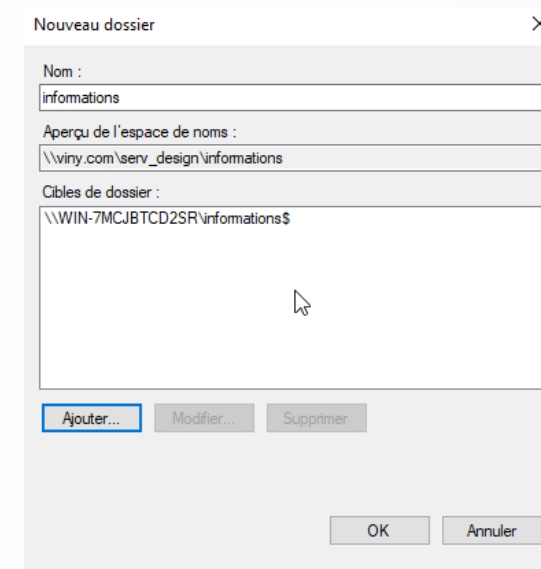 Nouveau dossier
Nom :
informations
Aperçu de l'espace de noms :
\\viny.com\serv_design\informations
Cibles de dossier :
\\WIN-7MCJBTCD2SR\informations$
Ajouter... Modifier... Supprimer
OK Annuler